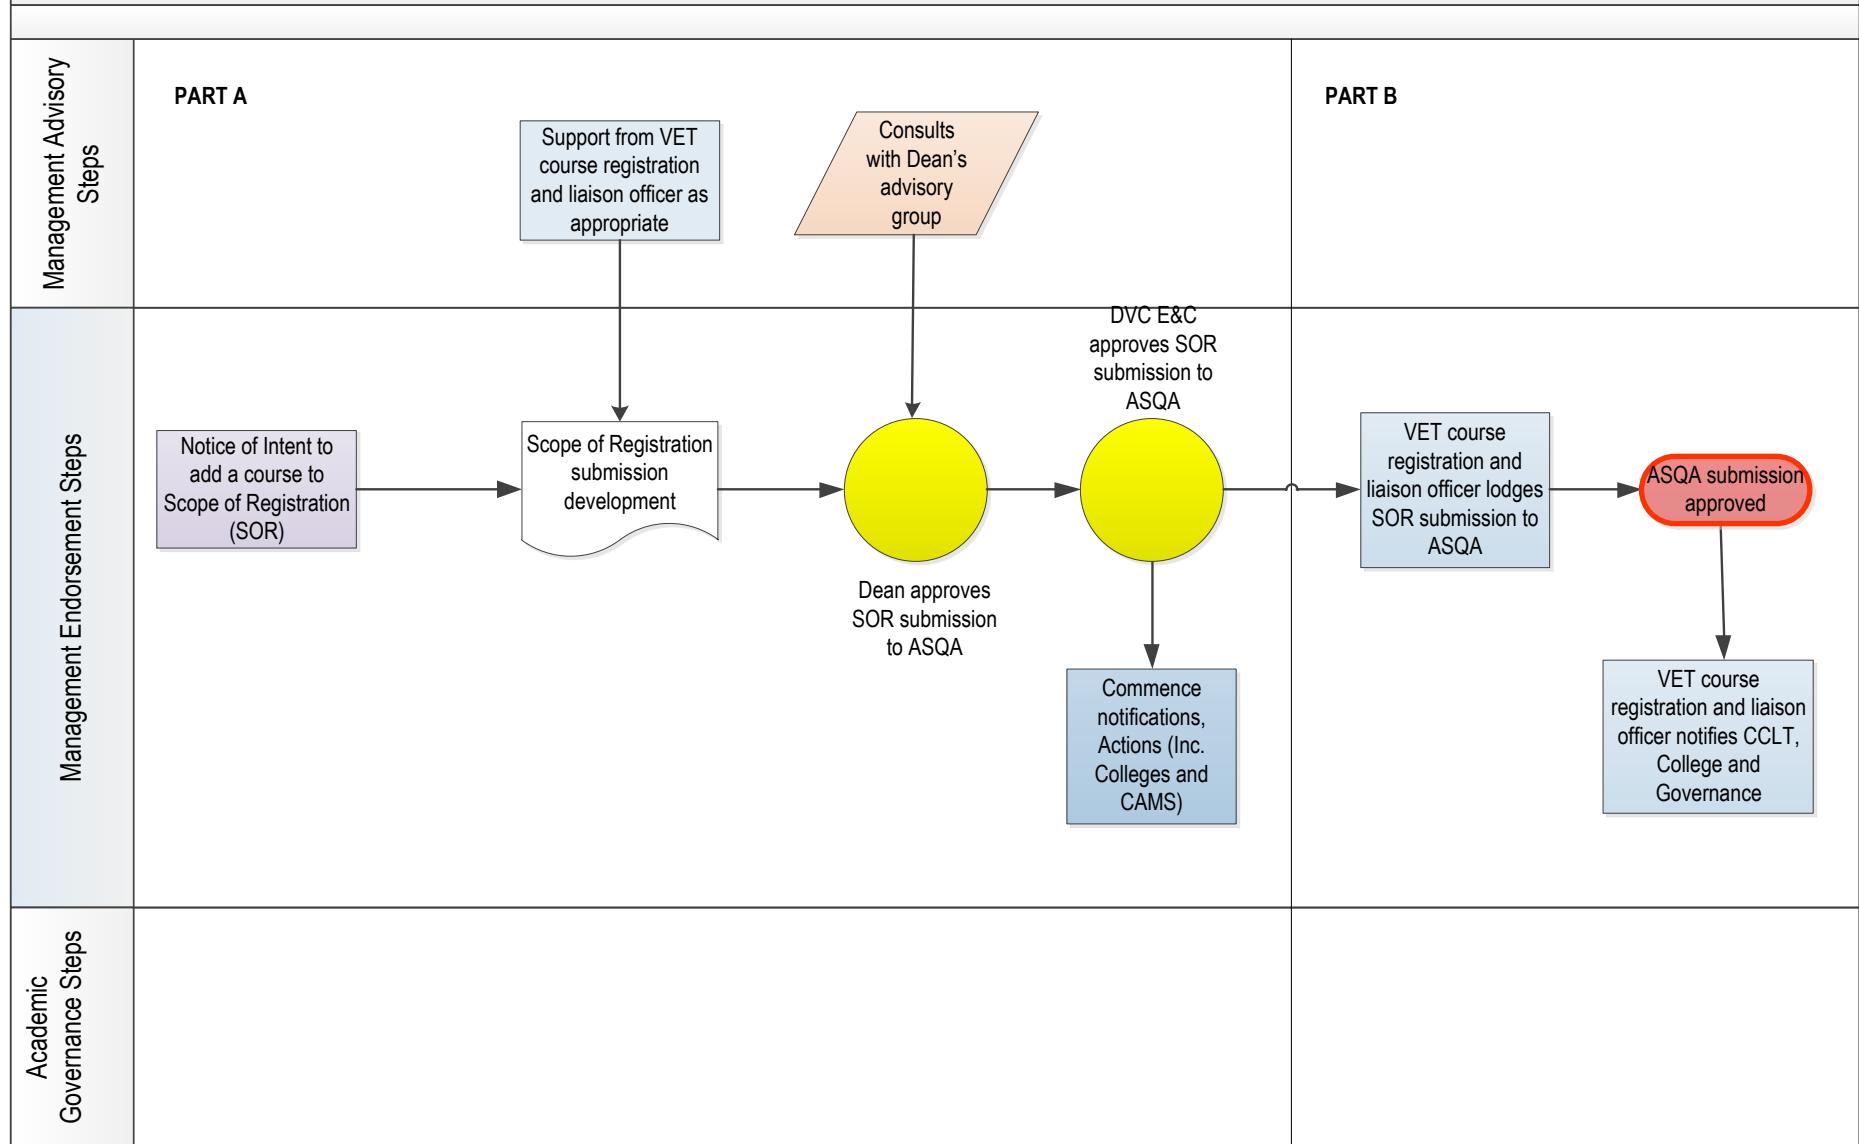 Management Advisory
Steps
PART A
PART B
Support from VET
course registration
and liaison officer as
appropriate
Consults
with Dean's
advisory
group
Management Endorsement Steps
Notice of Intent to
add a course to
Scope of Registration
(SOR)
Scope of Registration
submission
development
Dean approves
SOR submission
to ASQA
DVC E&C
approves SOR
submission to
ASQA
Commence
notifications,
Actions (Inc.
Colleges and
CAMS)
VET course
registration and
liaison officer lodges
SOR submission to
ASQA
ASQA submission
approved
VET course
registration and liaison
officer notifies CCLT,
College and
Governance
Academic
Governance Steps